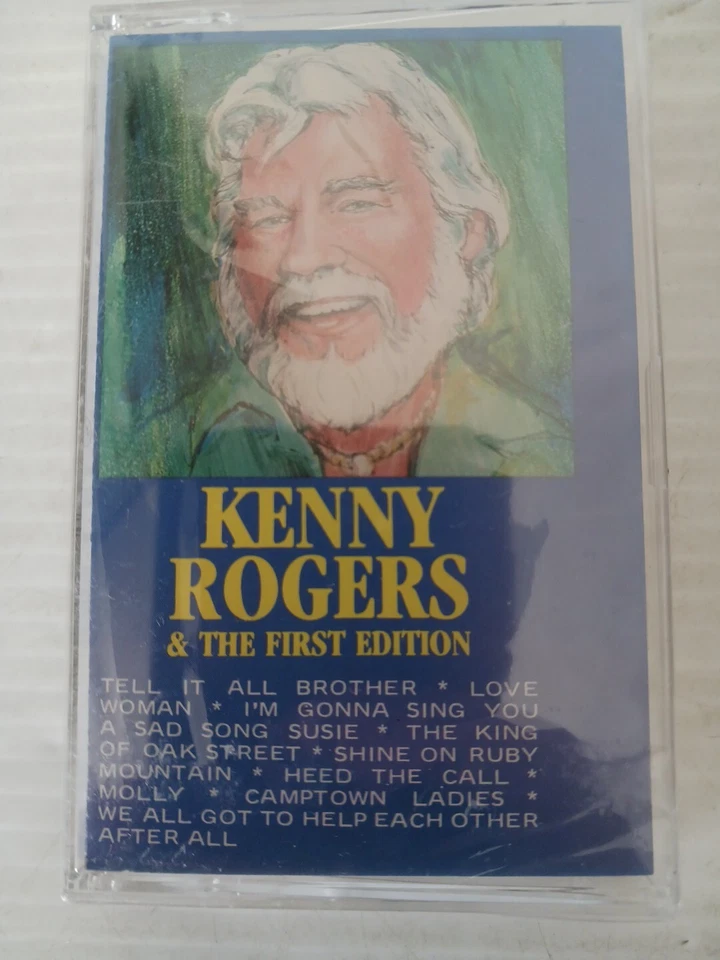 KENNY
ROGERS
& THE FIRST EDITION
TELL IT ALL BROTHER * LOVE
WOMAN * I'M GONNA SING YOU
A SAD SONG SUSIE * THE KING
OF OAK STREET * SHINE ON RUBY
MOUNTAIN * HEED THE CALL *
MOLLY * CAMPTOWN LADIES *
WE ALL GOT TO HELP EACH OTHER
AFTER ALL